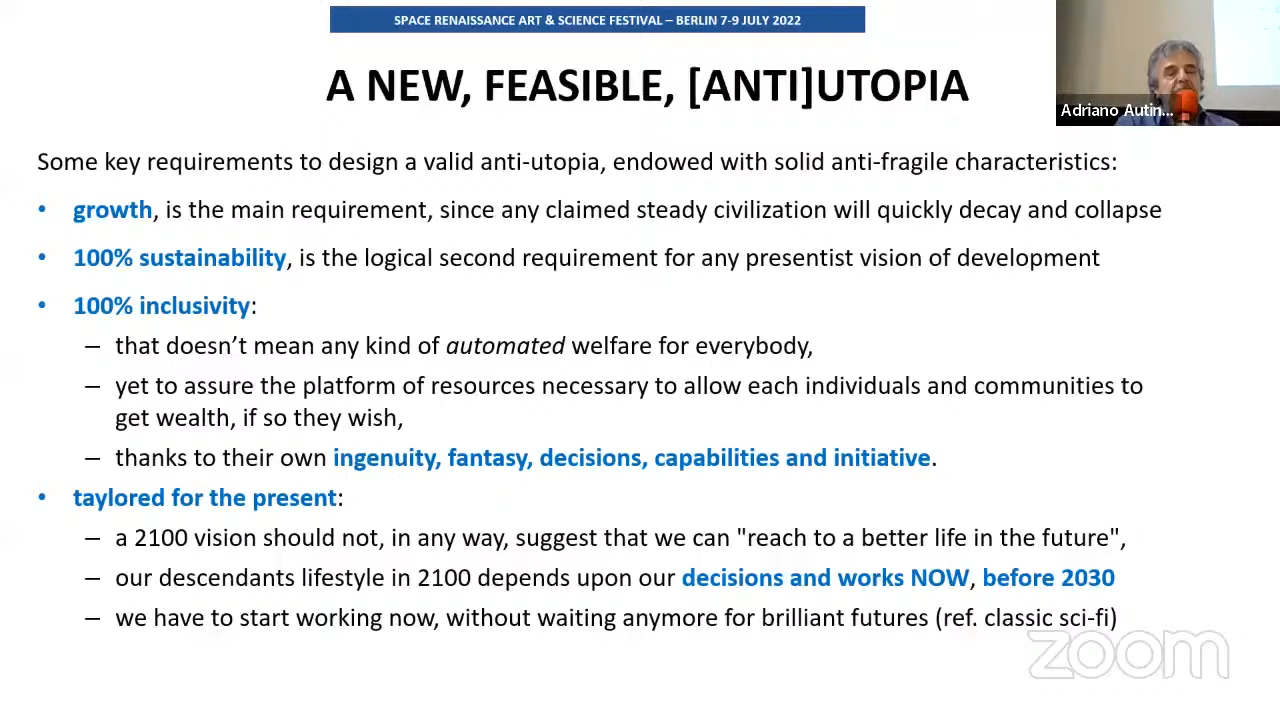 SPACE RENAISSANCE ART & SCIENCE FESTIVAL – BERLIN 7-9 JULY 2022
A NEW, FEASIBLE, [ANTI]UTOPIA
Adriano Autin...
Some key requirements to design a valid anti-utopia, endowed with solid anti-fragile characteristics:
• growth, is the main requirement, since any claimed steady civilization will quickly decay and collapse
• 100% sustainability, is the logical second requirement for any presentist vision of development
• 100% inclusivity:
– that doesn’t mean any kind of automated welfare for everybody,
– yet to assure the platform of resources necessary to allow each individuals and communities to
get wealth, if so they wish,
– thanks to their own ingenuity, fantasy, decisions, capabilities and initiative.
• taylored for the present:
– a 2100 vision should not, in any way, suggest that we can "reach to a better life in the future",
– our descendants lifestyle in 2100 depends upon our decisions and works NOW, before 2030
– we have to start working now, without waiting anymore for brilliant futures (ref. classic sci-fi)
zoom